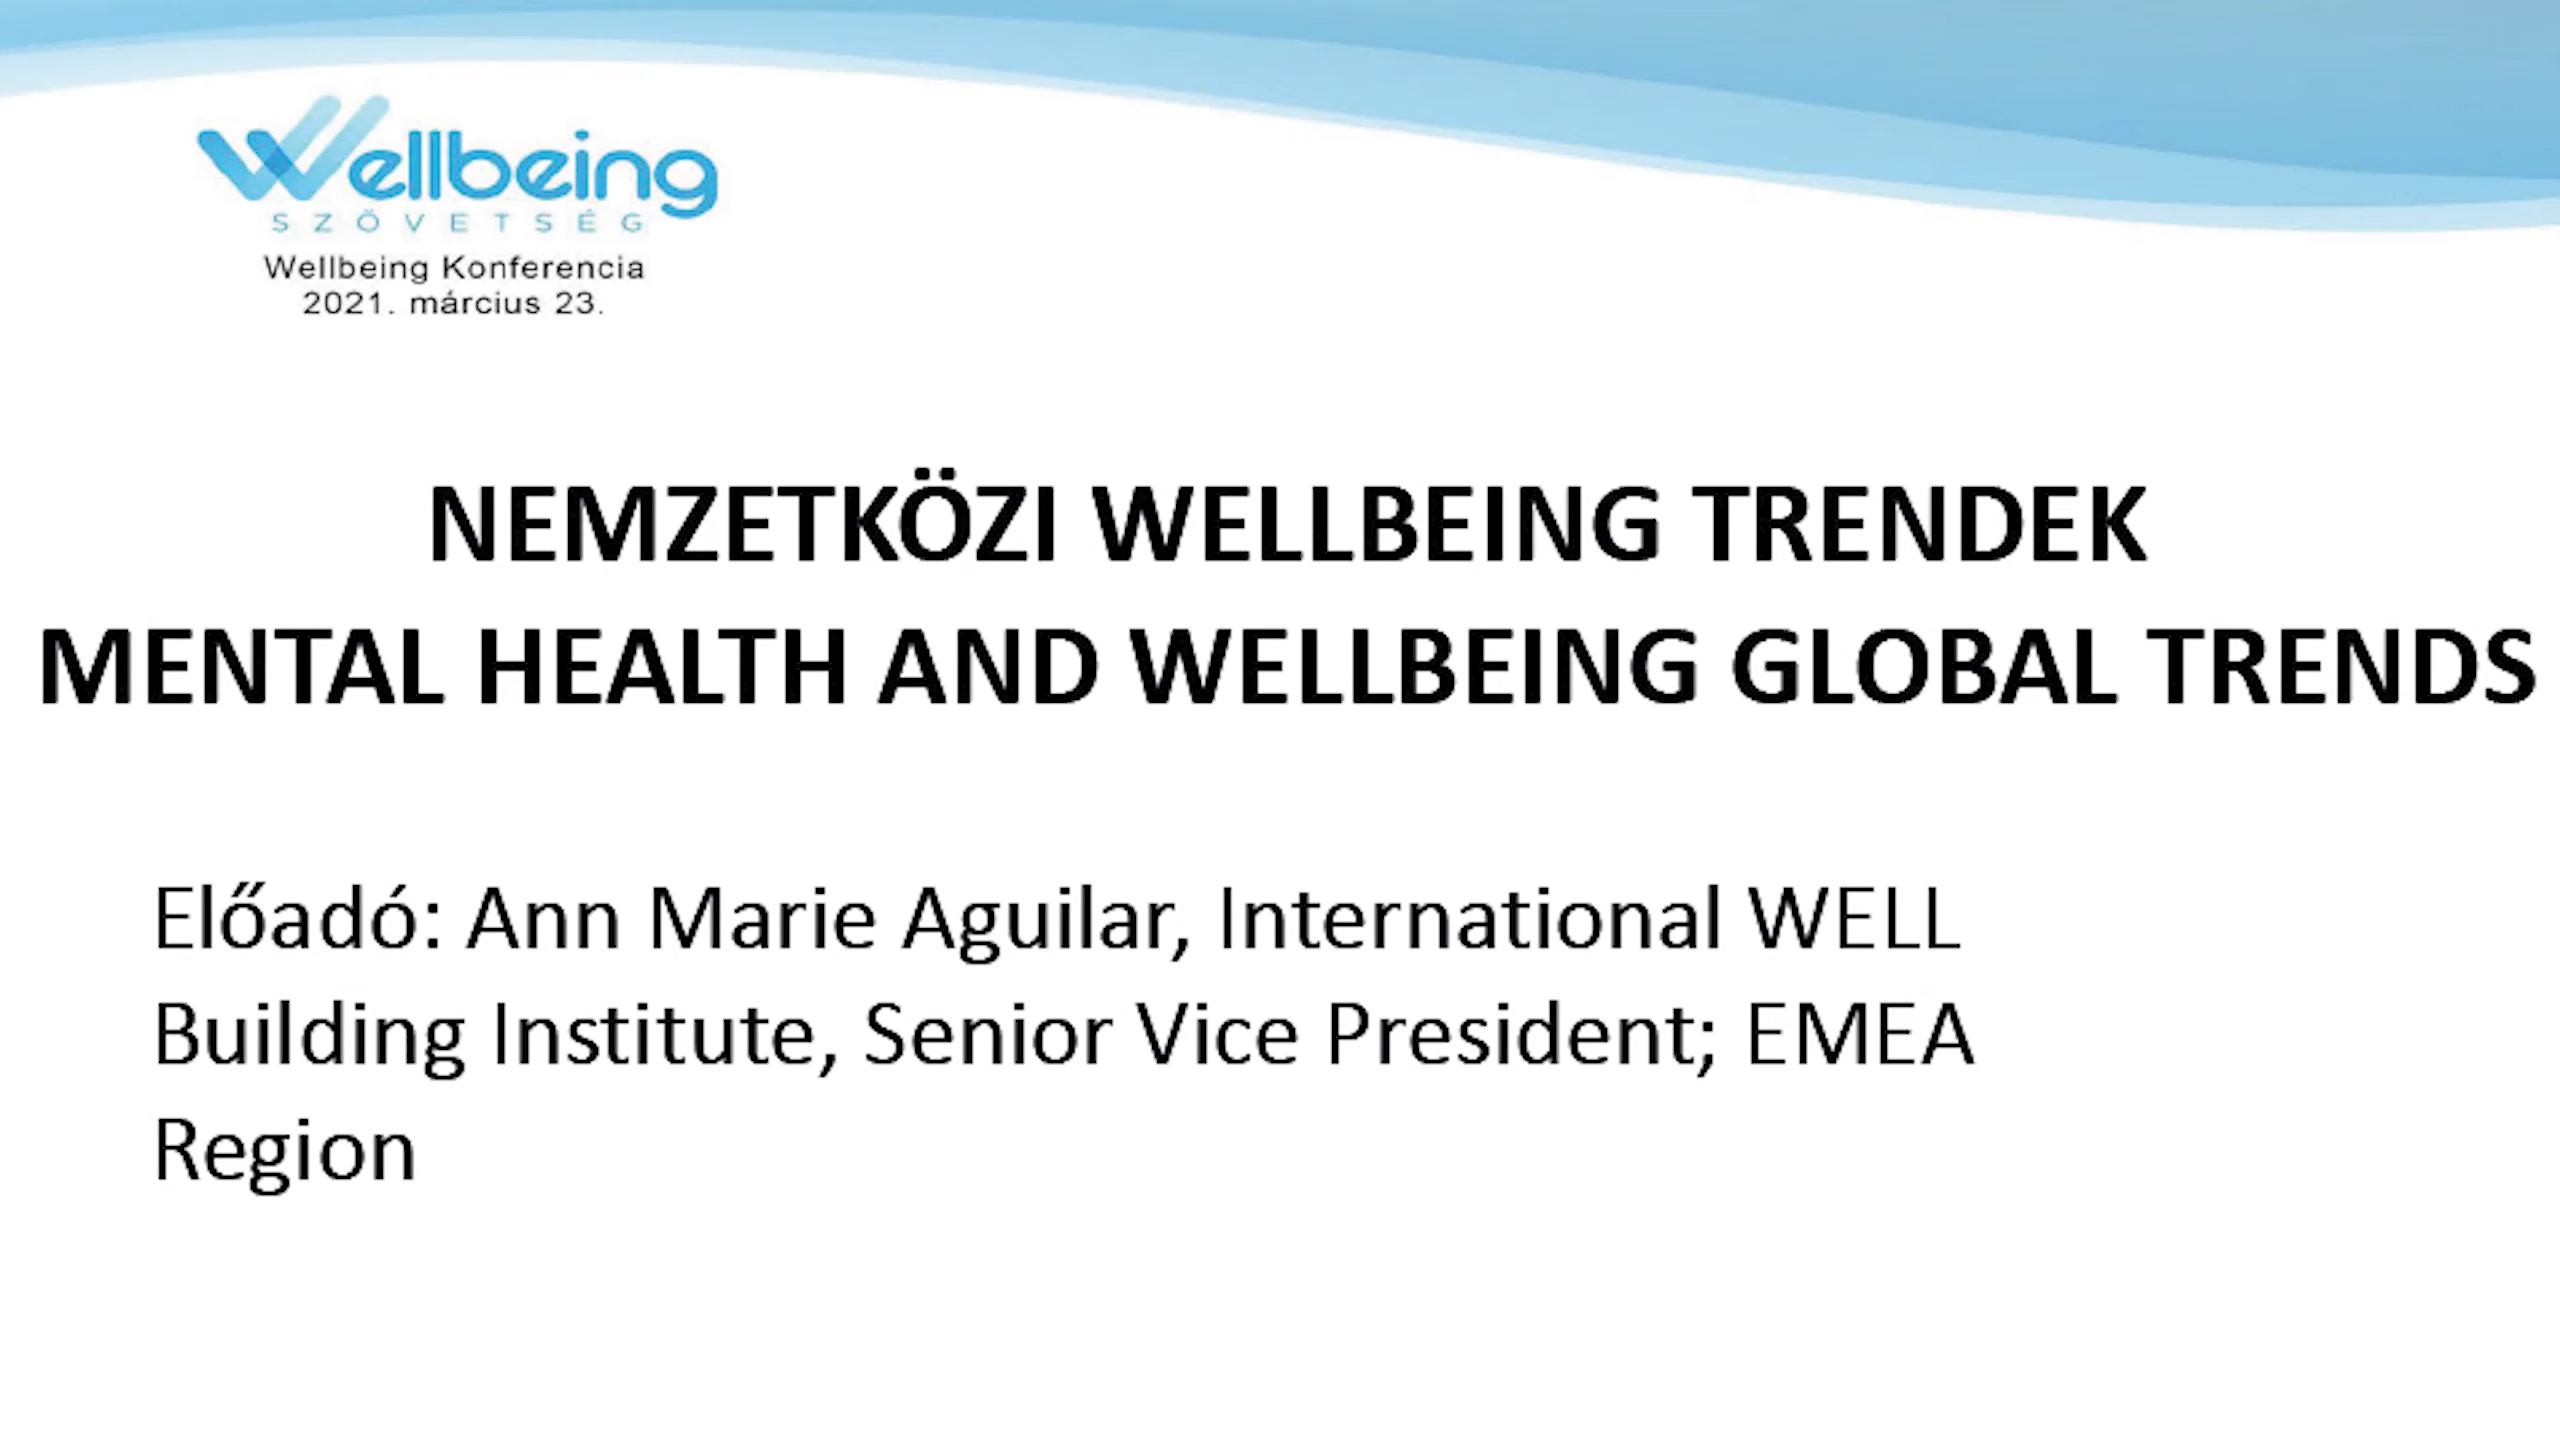 Wellbeing
SZÖVETSÉG
Wellbeing Konferencia
2021. március 23.
NEMZETKÖZI WELLBEING TRENDEK
MENTAL HEALTH AND WELLBEING GLOBAL TRENDS
Előadó: Ann Marie Aguilar, International WELL
Building Institute, Senior Vice President; EMEA
Region